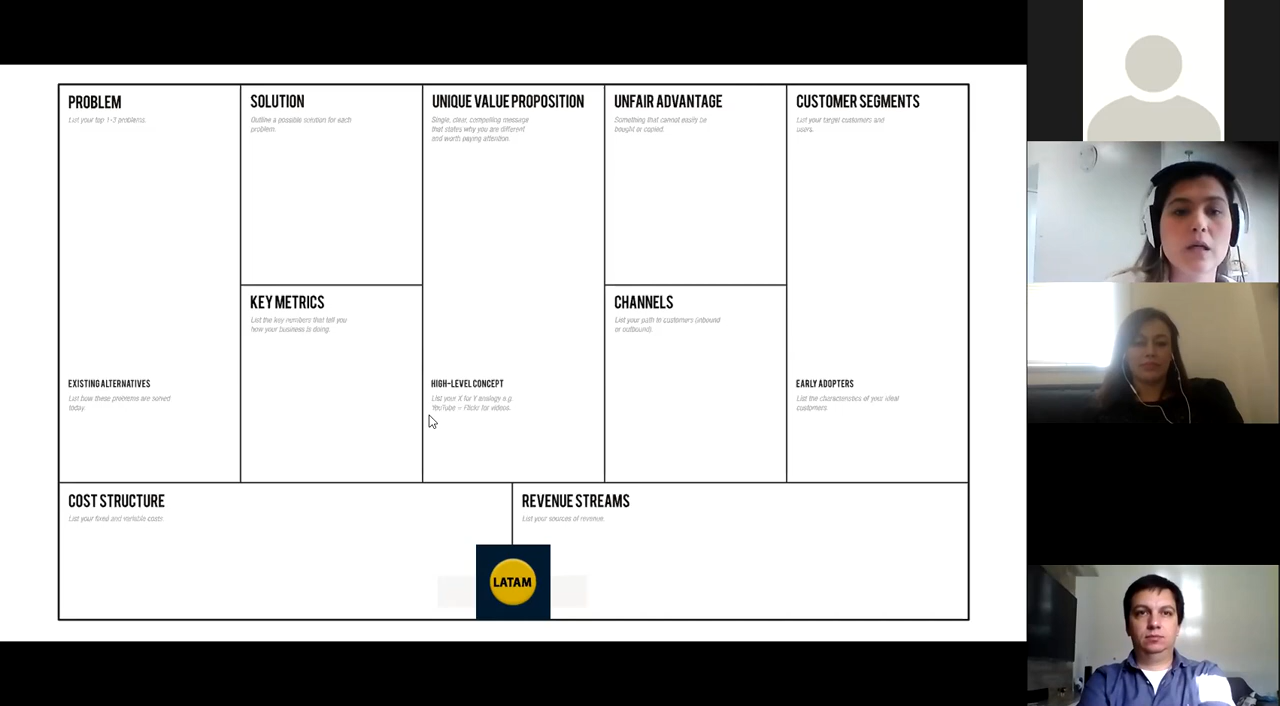 PROBLEM
List your top 1-3 problems.
EXISTING ALTERNATIVES
List how these problems are solved
today
SOLUTION
Outline a possible solution for each
problem.
KEY METRICS
List the key numbers that tell you
how your business is doing.
UNIQUE VALUE PROPOSITION
Single, clear, compelling message
that states why you are different
and worth paying attention.
HIGH-LEVEL CONCEPT
List your X for Y analogy e.g.
YouTube = Flickr for videos.
UNFAIR ADVANTAGE
Something that cannot easily be
bought or copied.
CHANNELS
List your path to customers (inbound
or outbound).
CUSTOMER SEGMENTS
List your target customers and
users.
EARLY ADOPTERS
List the characteristics of your ideal
customers
COST STRUCTURE
List your fixed and variable costs.
REVENUE STREAMS
List your sources of revenue.
LATAM